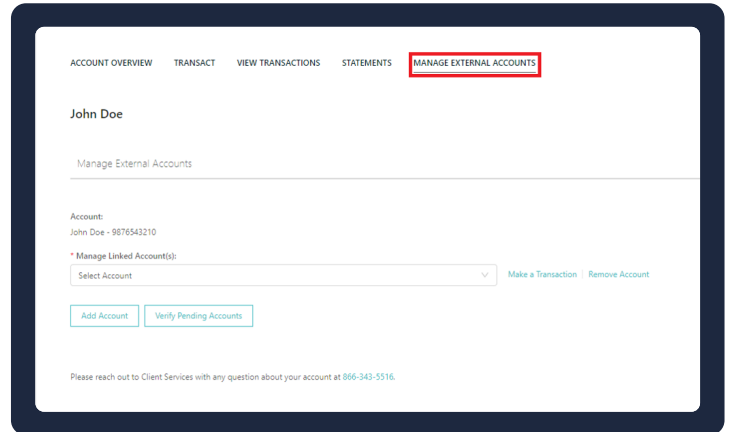 ACCOUNT OVERVIEW TRANSACT VIEW TRANSACTIONS STATEMENTS MANAGE EXTERNAL ACCOUNTS
John Doe
Manage External Accounts
Account:
John Doe - 9876543210
* Manage Linked Account(s):
Select Account Make a Transaction | Remove Account
Add Account Verify Pending Accounts
Please reach out to Client Services with any question about your account at 866-343-5516.